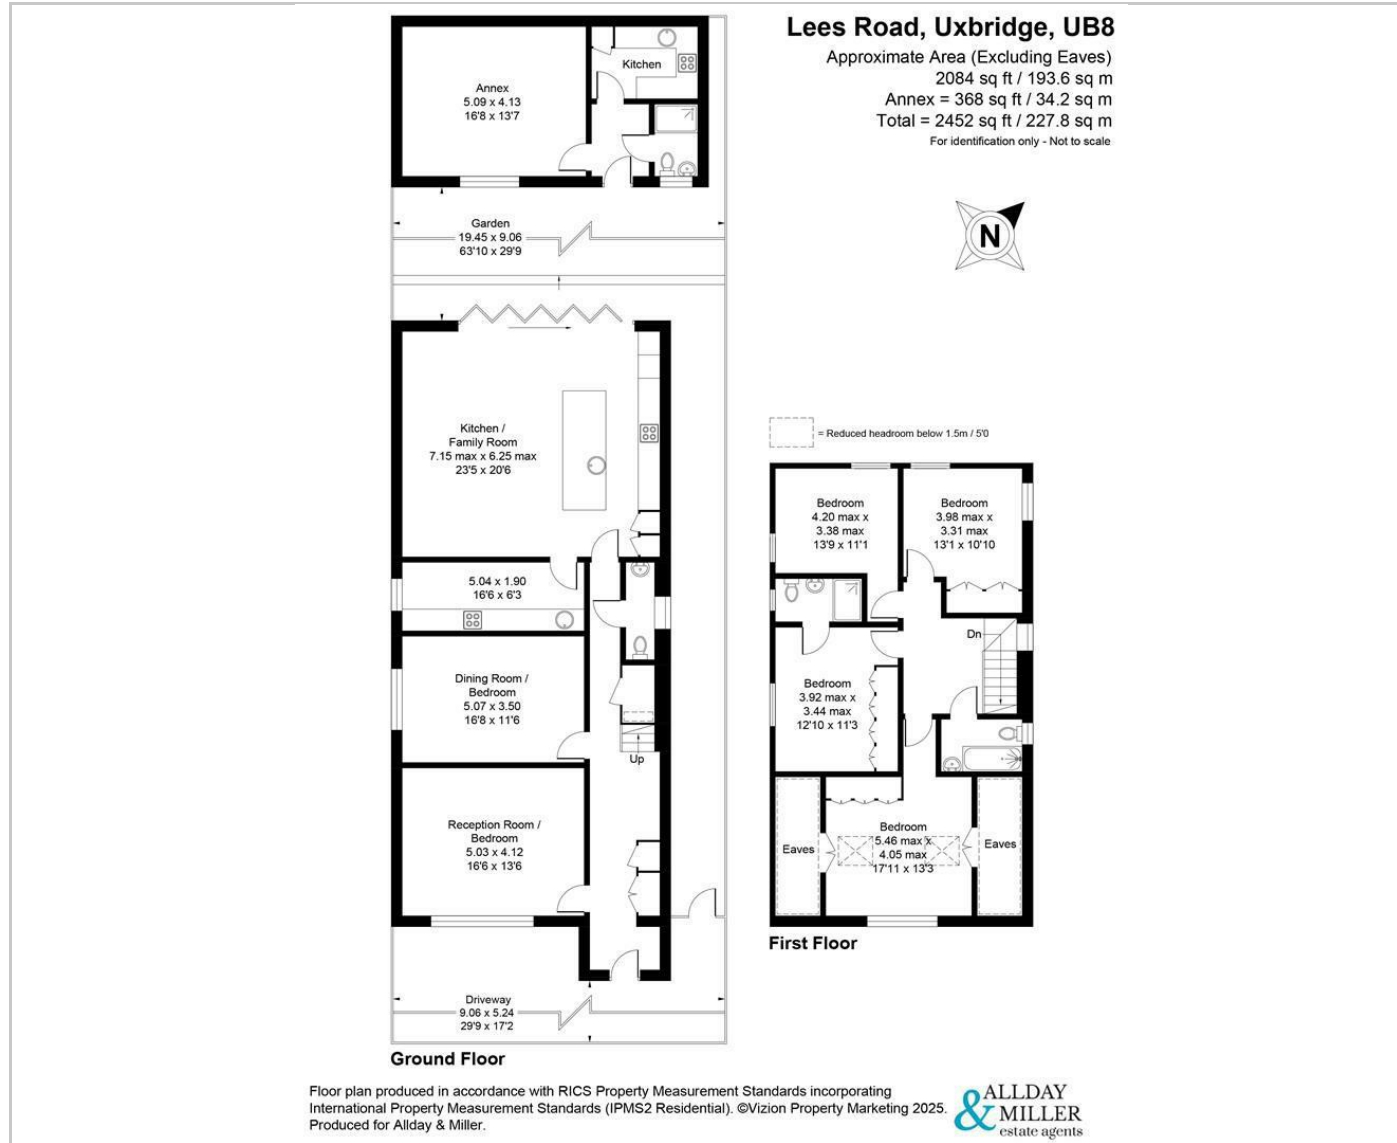 Lees Road, Uxbridge, UB8
Approximate Area (Excluding Eaves)
2084 sq ft / 193.6 sq m
Annex = 368 sq ft / 34.2 sq m
Total = 2452 sq ft / 227.8 sq m
For identification only - Not to scale
N
Annex
5.09 x 4.13
16'8 x 13'7
Kitchen
Garden
19.45 x 9.06
63'10 x 29'9
Kitchen /
Family Room
7.15 max x 6.25 max
23'5 x 20'6
5.04 x 1.90
16'6 x 6'3
Dining Room /
Bedroom
5.07 x 3.50
16'8 x 11'6
Up
Reception Room /
Bedroom
5.03 x 4.12
16'6 x 13'6
Driveway
9.06 x 5.24
29'9 x 17'2
Ground Floor
= Reduced headroom below 1.5m / 5'0
Bedroom
4.20 max x
3.38 max
13'9 x 11'1
Bedroom
3.98 max x
3.31 max
13'1 x 10'10
Dn
Bedroom
3.92 max x
3.44 max
12'10 x 11'3
Eaves
Bedroom
5.46 max x
4.05 max
17'11 x 13'3
Eaves
First Floor
Floor plan produced in accordance with RICS Property Measurement Standards incorporating
International Property Measurement Standards (IPMS2 Residential). ©Vizion Property Marketing 2025.
Produced for Allday & Miller.
ALLDAY
& MILLER
estate agents